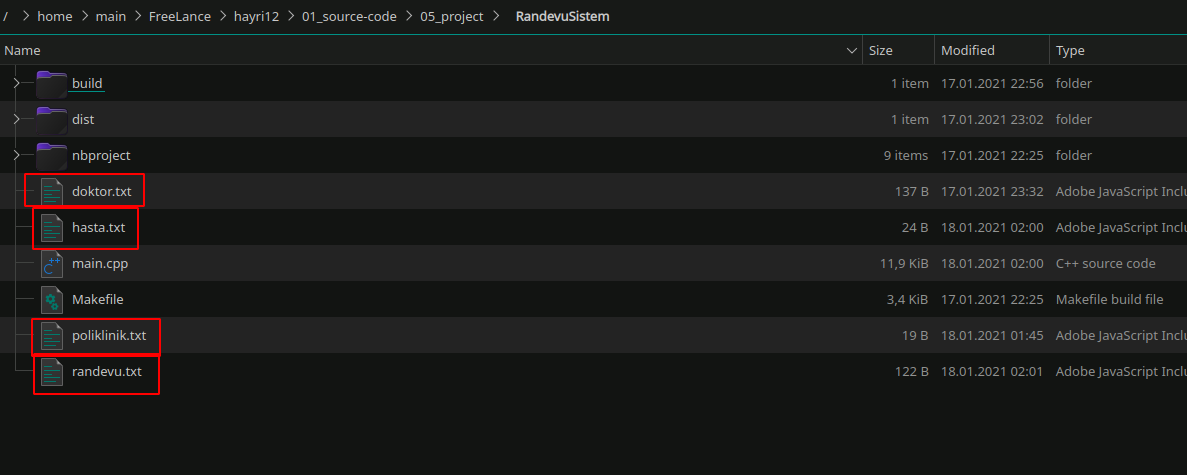 / > home > main > FreeLance > hayri12 > 01_source-code > 05_project > RandevuSistem
Name Size Modified Type
build 1 item 17.01.2021 22:56 folder
dist 1 item 17.01.2021 23:02 folder
nbproject 9 items 17.01.2021 22:25 folder
doktor.txt 137 B 17.01.2021 23:32 Adobe JavaScript Inclu
hasta.txt 24 B 18.01.2021 02:00 Adobe JavaScript Inclu
main.cpp 11,9 KiB 18.01.2021 02:00 C++ source code
Makefile 3,4 KiB 17.01.2021 22:25 Makefile build file
poliklinik.txt 19 B 18.01.2021 01:45 Adobe JavaScript Inclu
randevu.txt 122 B 18.01.2021 02:01 Adobe JavaScript Inclu